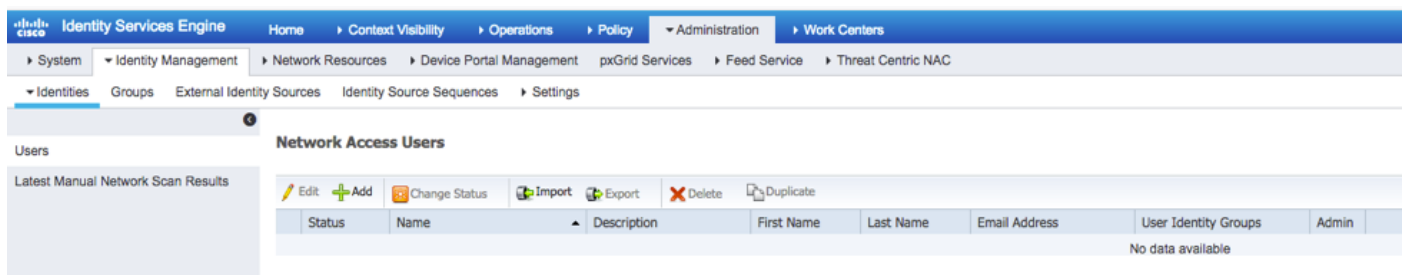 cisco Identity Services Engine Home Context Visibility Operations Policy Administration Work Centers
System Identity Management Network Resources Device Portal Management pxGrid Services Feed Service Threat Centric NAC
Identities Groups External Identity Sources Identity Source Sequences Settings
Users
Latest Manual Network Scan Results
Network Access Users
Edit Add Change Status Import Export Delete Duplicate
Status Name Description First Name Last Name Email Address User Identity Groups Admin
No data available